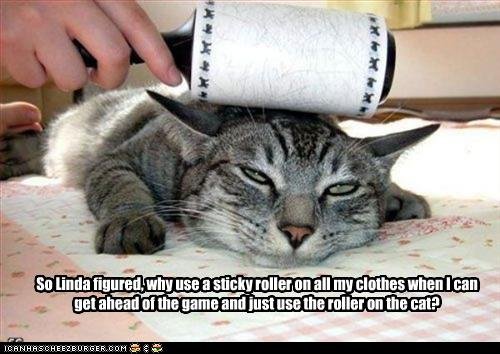 So Linda figured, why use a sticky roller on all my clothes when I can
get ahead of the game and just use the roller on the cat?
ICANHASCHEEZBURGER.COM